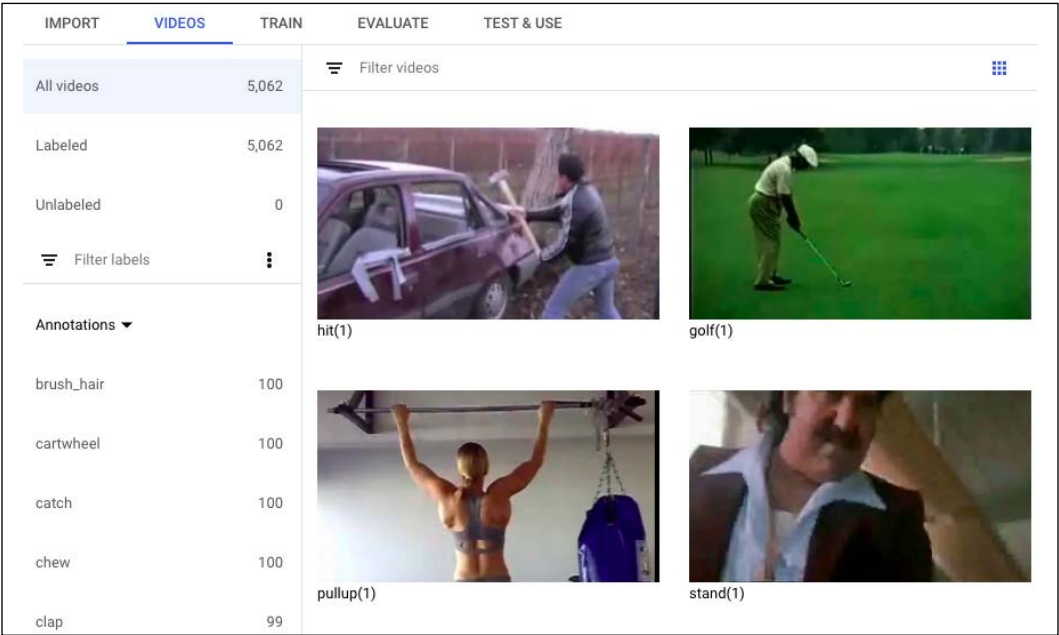 IMPORT VIDEOS TRAIN EVALUATE TEST & USE
All videos 5,062
Labeled 5,062
Unlabeled 0
Filter labels
Annotations
brush_hair 100
cartwheel 100
catch 100
chew 100
clap 99
Filter videos
hit(1)
golf(1)
pullup(1)
stand(1)